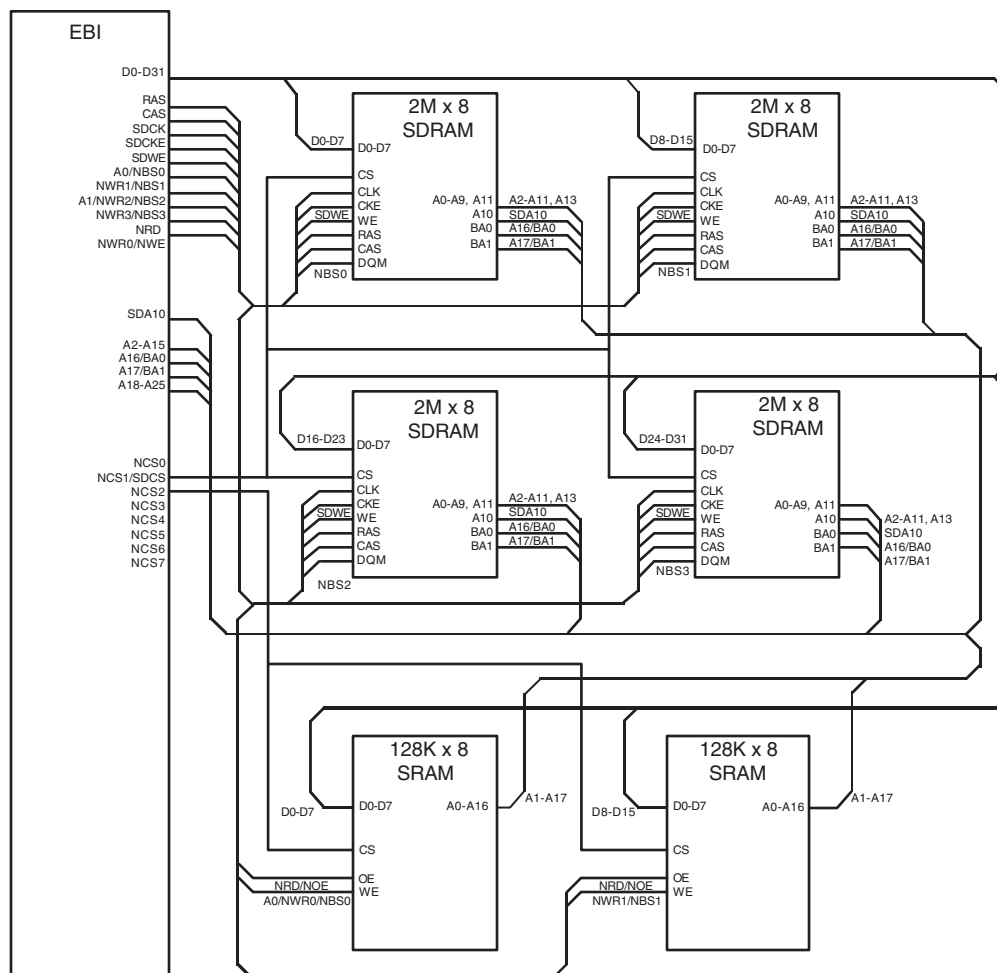 EBI
D0-D31
RAS
CAS
SDCK
SDCKE
SDWE
A0/NBS0
NWR1/NBS1
A1/NWR2/NBS2
NWR3/NBS3
NRD
NWR0/NWE
SDA10
A2-A15
A16/BA0
A17/BA1
A18-A25
NCS0
NCS1/SDCS
NCS2
NCS3
NCS4
NCS5
NCS6
NCS7
2M x 8
SDRAM
D0-D7
D0-D7
CS
CLK
CKE
SDWE
WE
RAS
CAS
DQM
NBS0
A0-A9, A11
A10
BA0
BA1
A2-A11, A13
SDA10
A16/BA0
A17/BA1
2M x 8
SDRAM
D8-D15
D0-D7
CS
CLK
CKE
SDWE
WE
RAS
CAS
DQM
NBS1
A0-A9, A11
A10
BA0
BA1
A2-A11, A13
SDA10
A16/BA0
A17/BA1
2M x 8
SDRAM
D16-D23
D0-D7
CS
CLK
CKE
SDWE
WE
RAS
CAS
DQM
NBS2
A0-A9, A11
A10
BA0
BA1
A2-A11, A13
SDA10
A16/BA0
A17/BA1
2M x 8
SDRAM
D24-D31
D0-D7
CS
CLK
CKE
SDWE
WE
RAS
CAS
DQM
NBS3
A0-A9, A11
A10
BA0
BA1
A2-A11, A13
SDA10
A16/BA0
A17/BA1
128K x 8
SRAM
D0-D7
D0-D7
A0-A16
A1-A17
CS
OE
NRD/NOE
WE
A0/NWR0/NBS0
128K x 8
SRAM
D8-D15
D0-D7
A0-A16
A1-A17
CS
OE
NRD/NOE
WE
NWR1/NBS1